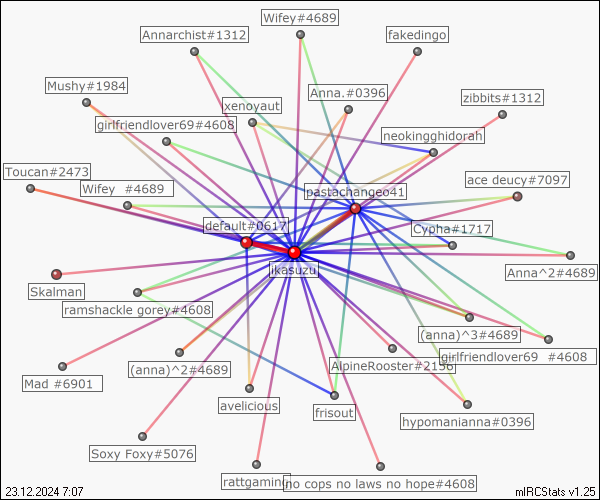 Wifey#4689
Annarchist#1312
fakedingo
Mushy#1984
Anna.#0396
zibbits#1312
xenoyaut
girlfriendlover69#4608
neokingghidorah
Toucan#2473
ace deucy#7097
Wifey   #4689
pastachangeo41
default#0617
Cypha#1717
jkasuzu
Anna^2#4689
Skalman
ramshackle gorey#4608
(anna)^3#4689
girlfriendlover69   #4608
(anna)^2#4689
AlpineRooster#2156
Mad #6901
avelicious
frisout
hypomanianna#0396
Soxy Foxy#5076
rattgaming
no cops no laws no hope#4608
23.12.2024 7:07
mIRCStats v1.25